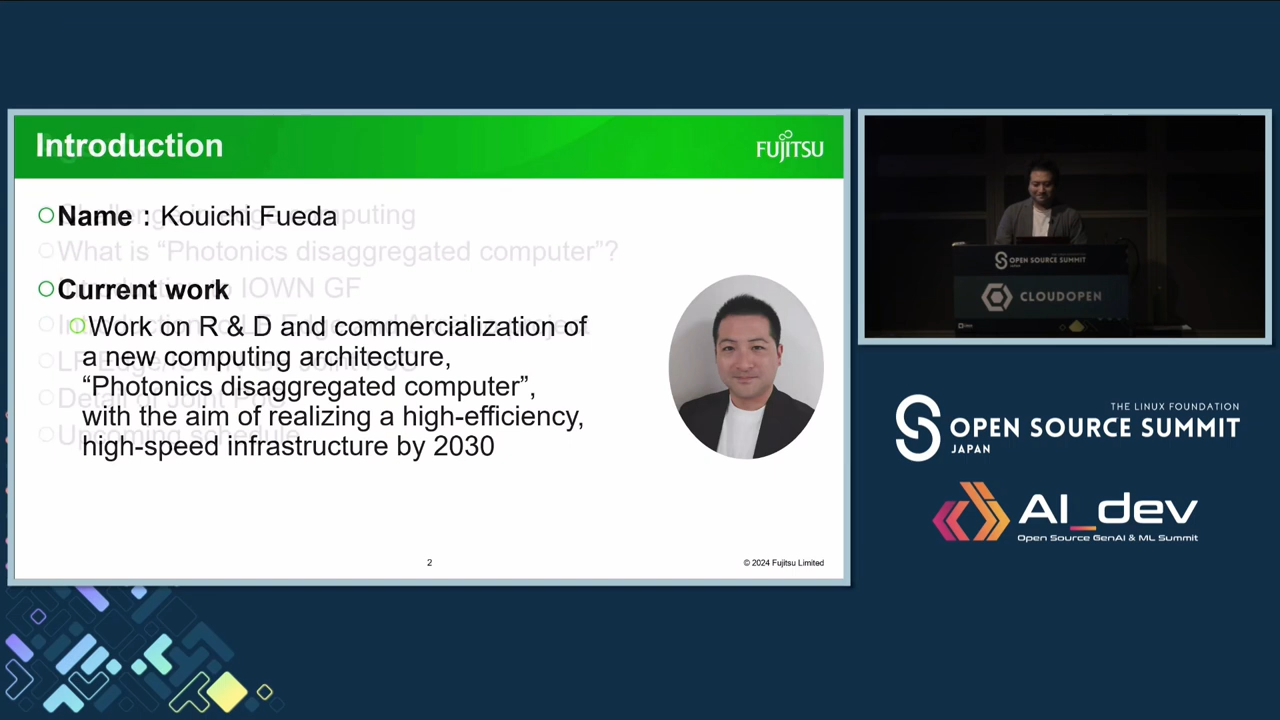 Introduction
FUJITSU
Name : Kouichi Fueda
What is “Photonics disaggregated computer”?
Current work
Work on R & D and commercialization of
a new computing architecture,
“Photonics disaggregated computer”,
with the aim of realizing a high-efficiency,
high-speed infrastructure by 2030
2
© 2024 Fujitsu Limited
OPEN SOURCE SUMMIT
CLOUDOPEN
THE LINUX FOUNDATION
OPEN SOURCE SUMMIT
JAPAN
AI_dev
Open Source GenAI & ML Summit